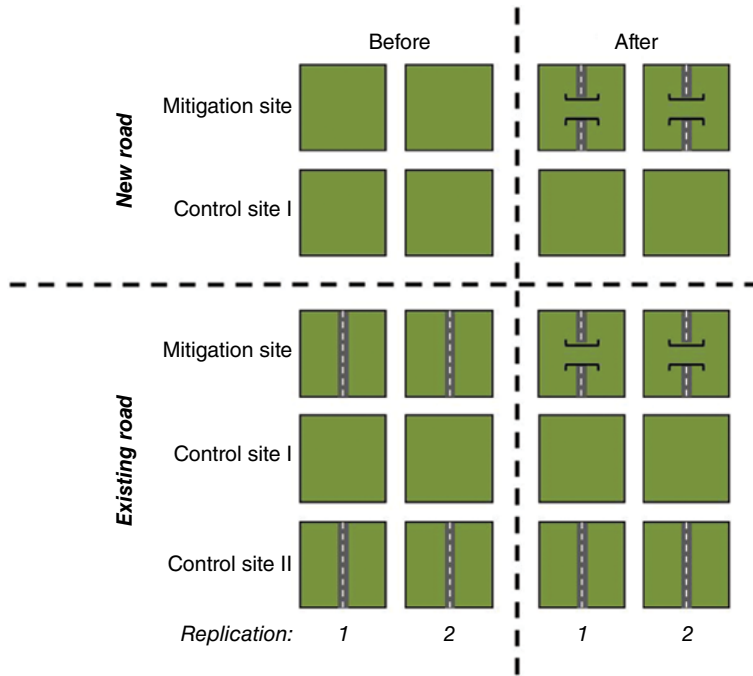 Before After
New road
Mitigation site
Control site I
Existing road
Mitigation site
Control site I
Control site II
Replication: 1 2 1 2